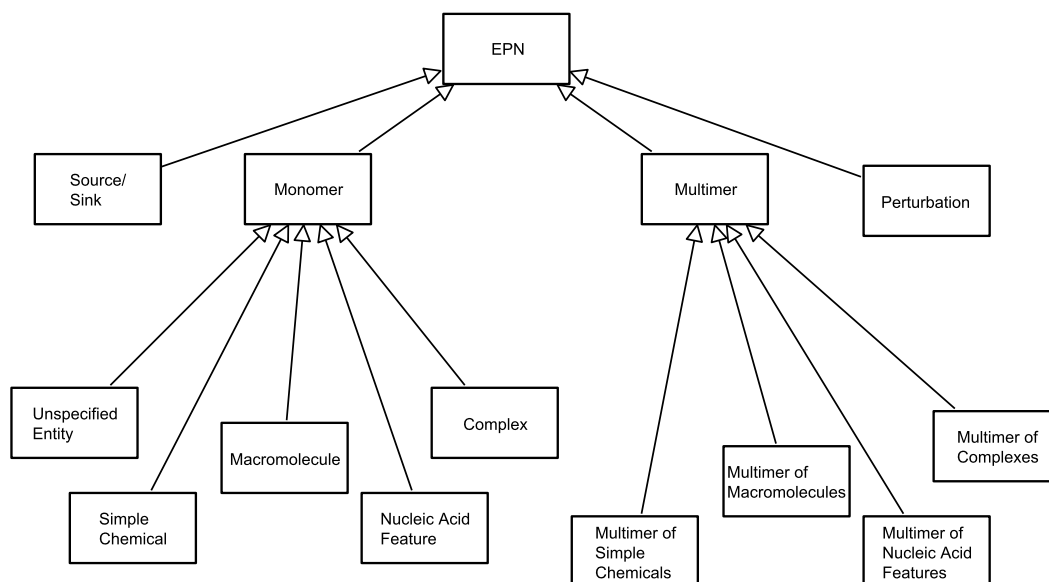 EPN
Source/
Sink
Monomer
Multimer
Perturbation
Unspecified
Entity
Simple
Chemical
Macromolecule
Nucleic Acid
Feature
Complex
Multimer of
Simple
Chemicals
Multimer of
Macromolecules
Multimer of
Nucleic Acid
Features
Multimer of
Complexes